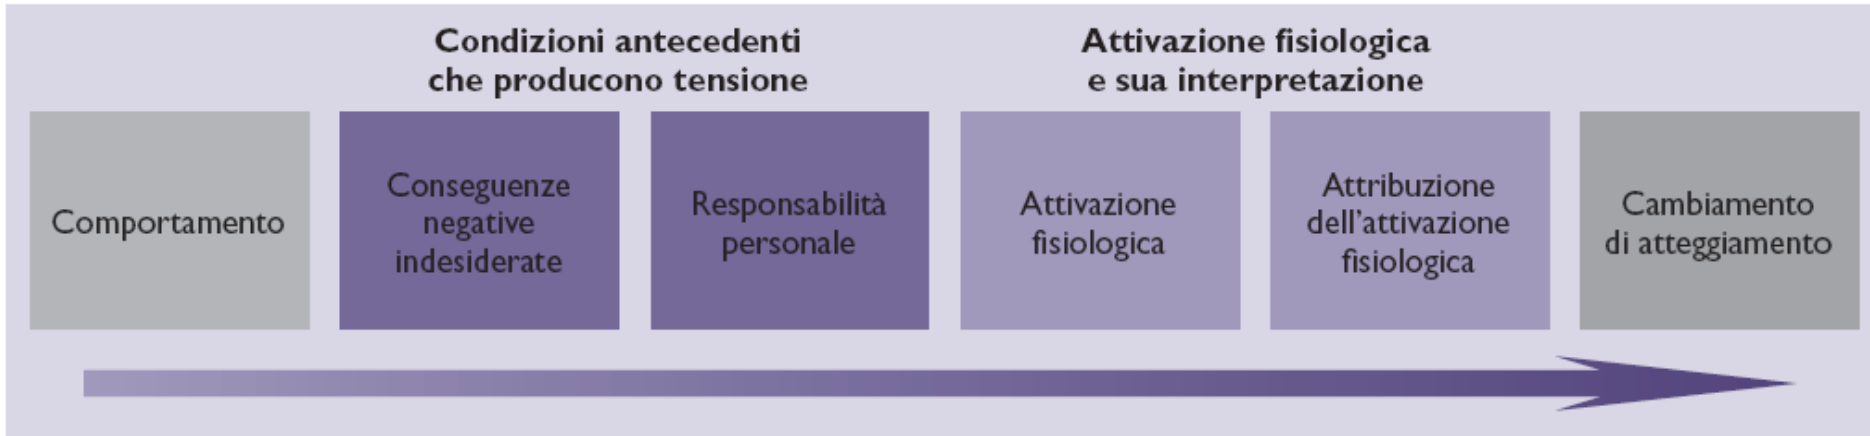 Condizioni antecedenti
che producono tensione
Attivazione fisiologica
e sua interpretazione
Comportamento
Conseguenze
negative
indesiderate
Responsabilità
personale
Attivazione
fisiologica
Attribuzione
dell'attivazione
fisiologica
Cambiamento
di atteggiamento